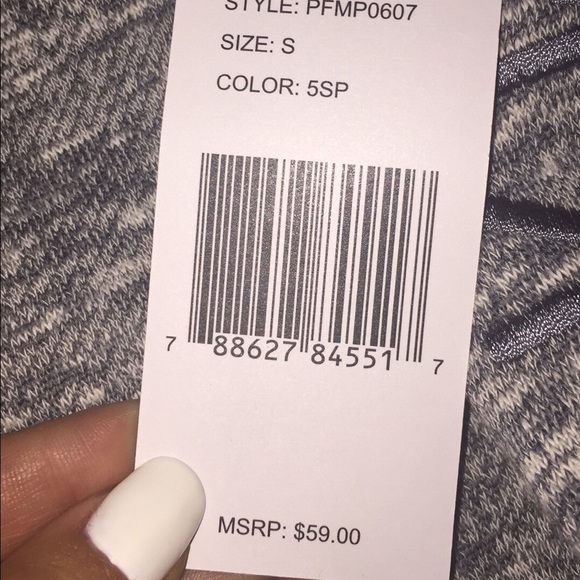 STYLE: PFMP0607
SIZE: S
COLOR: 5SP
7 88627 84551 7
MSRP: $59.00